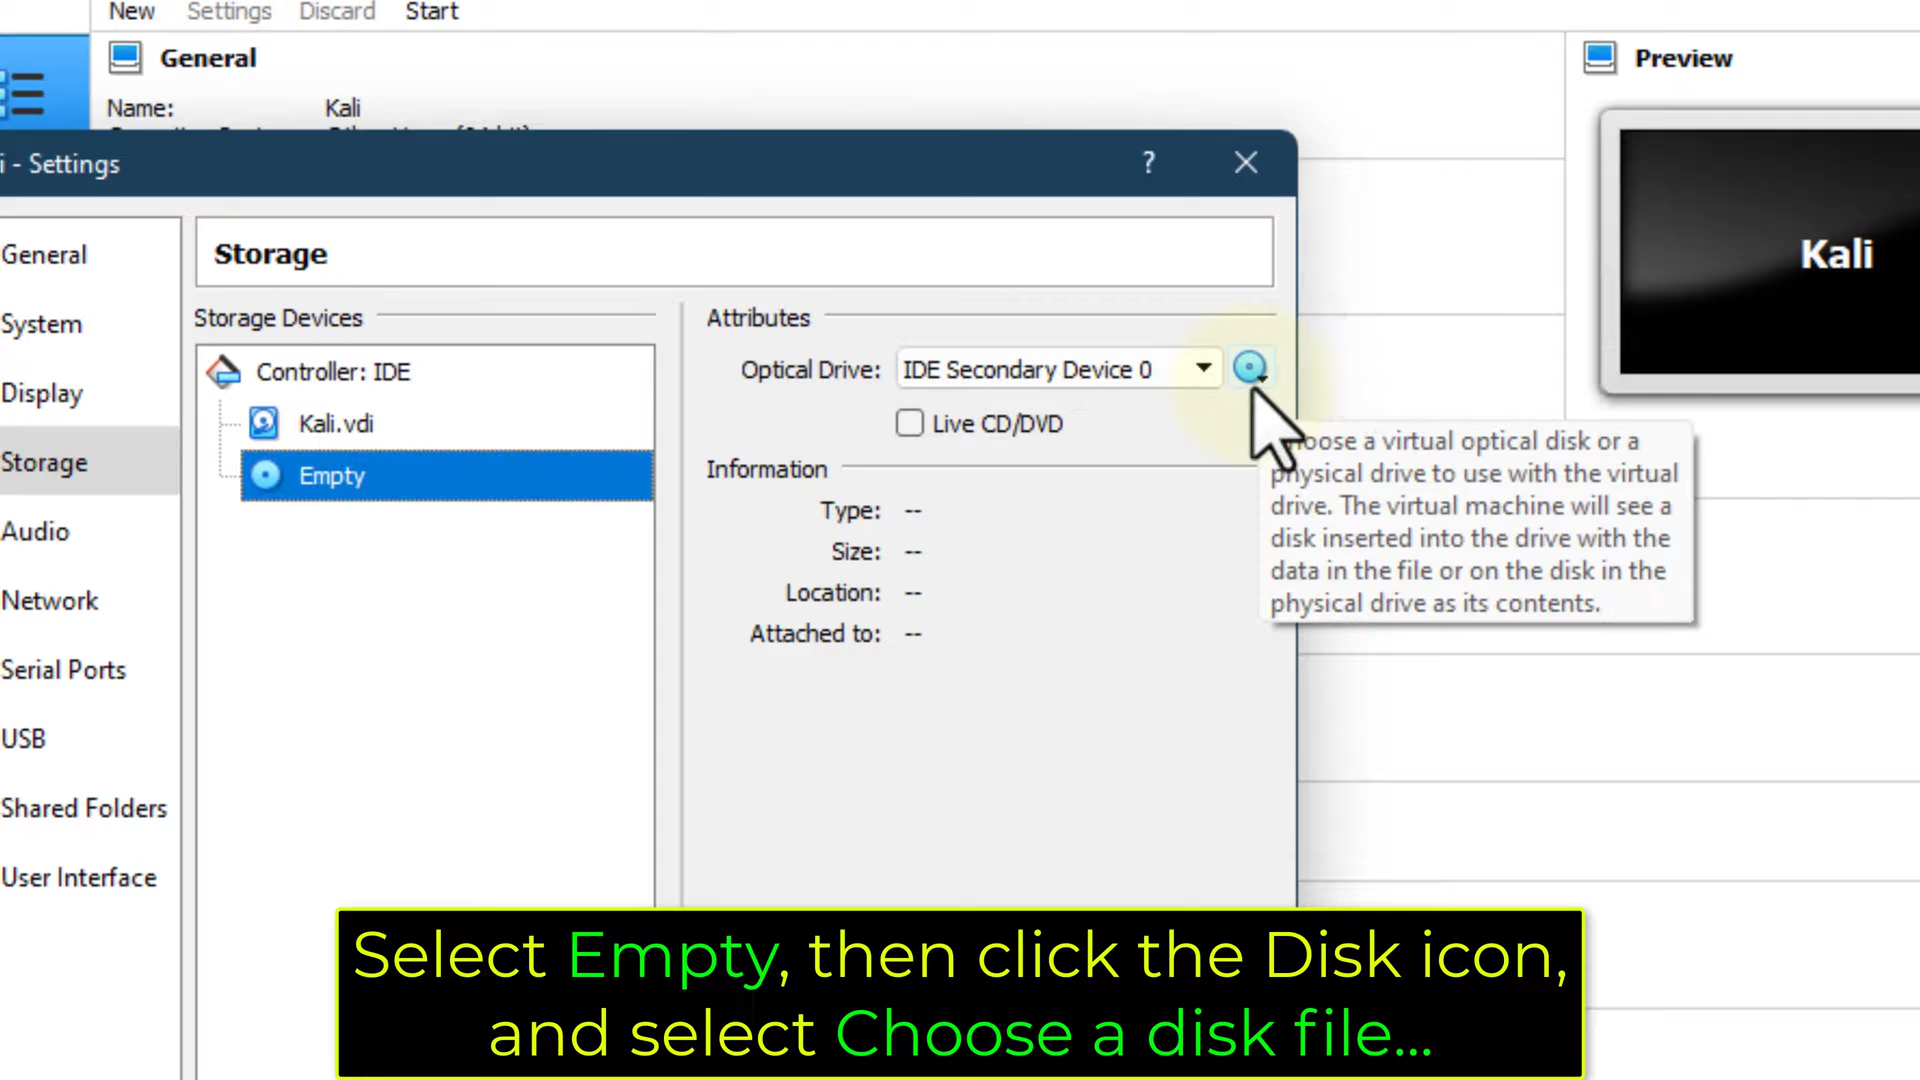 New Settings Discard Start
General
Preview
Name: Kali
i - Settings
?
Kali
General
System
Display
Storage
Audio
Network
Serial Ports
USB
Shared Folders
User Interface
Storage
Storage Devices
Controller: IDE
Kali.vdi
Empty
Attributes
Optical Drive: IDE Secondary Device 0
Live CD/DVD
Information
Type: --
Size: --
Location: --
Attached to: --
oose a virtual optical disk or a
physical drive to use with the virtual
drive. The virtual machine will see a
disk inserted into the drive with the
data in the file or on the disk in the
physical drive as its contents.
Select Empty, then click the Disk icon,
and select Choose a disk file...